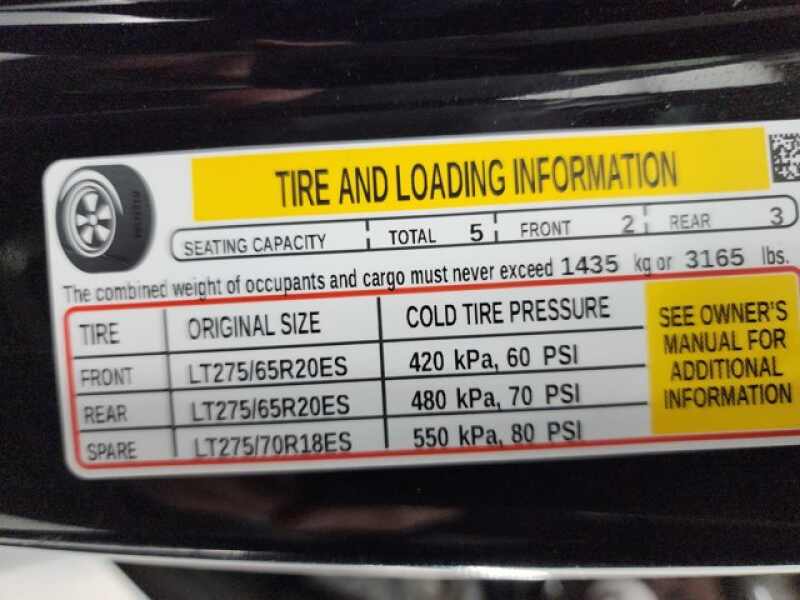 TIRE AND LOADING INFORMATION
SEATING CAPACITY TOTAL 5 FRONT 2 REAR 3
The combined weight of occupants and cargo must never exceed 1435 kg or 3165 lbs.
TIRE ORIGINAL SIZE COLD TIRE PRESSURE
FRONT LT275/65R20ES 420 kPa, 60 PSI
REAR LT275/65R20ES 480 kPa, 70 PSI
SPARE LT275/70R18ES 550 kPa, 80 PSI
SEE OWNER'S
MANUAL FOR
ADDITIONAL
INFORMATION